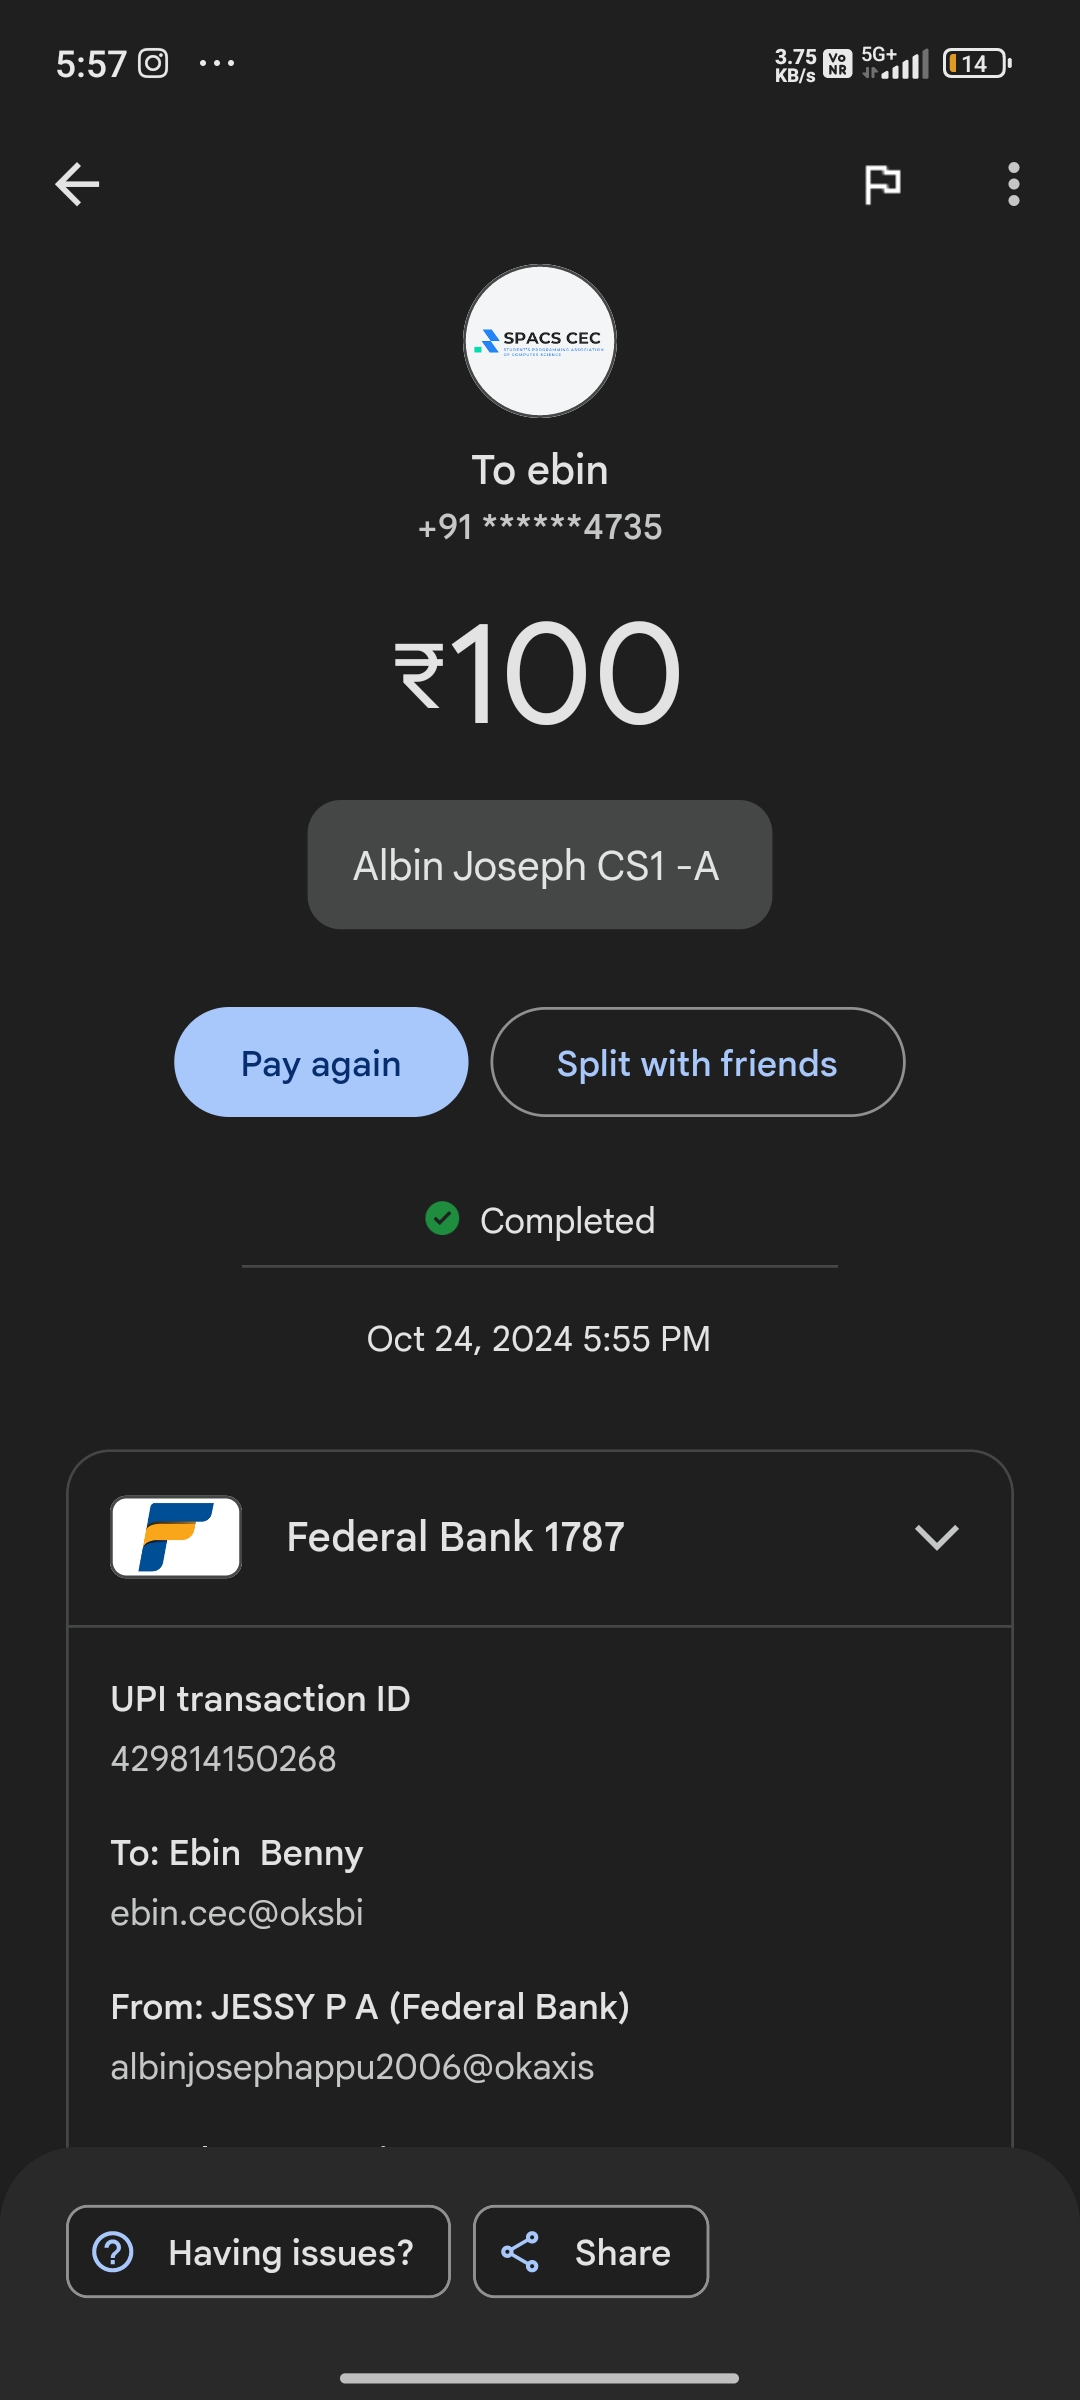 5:57
3.75
KB/s
Vo
NR
5G+
14
SPACS CEC
STUDENT'S PROGRAMMING ASSOCIATION
OF COMPUTER SCIENCE
To ebin
+91 ******4735
₹100
Albin Joseph CS1 -A
Pay again
Split with friends
Completed
Oct 24, 2024 5:55 PM
Federal Bank 1787
UPI transaction ID
429814150268
To: Ebin  Benny
ebin.cec@oksbi
From: JESSY P A (Federal Bank)
albinjosephappu2006@okaxis
Having issues?
Share